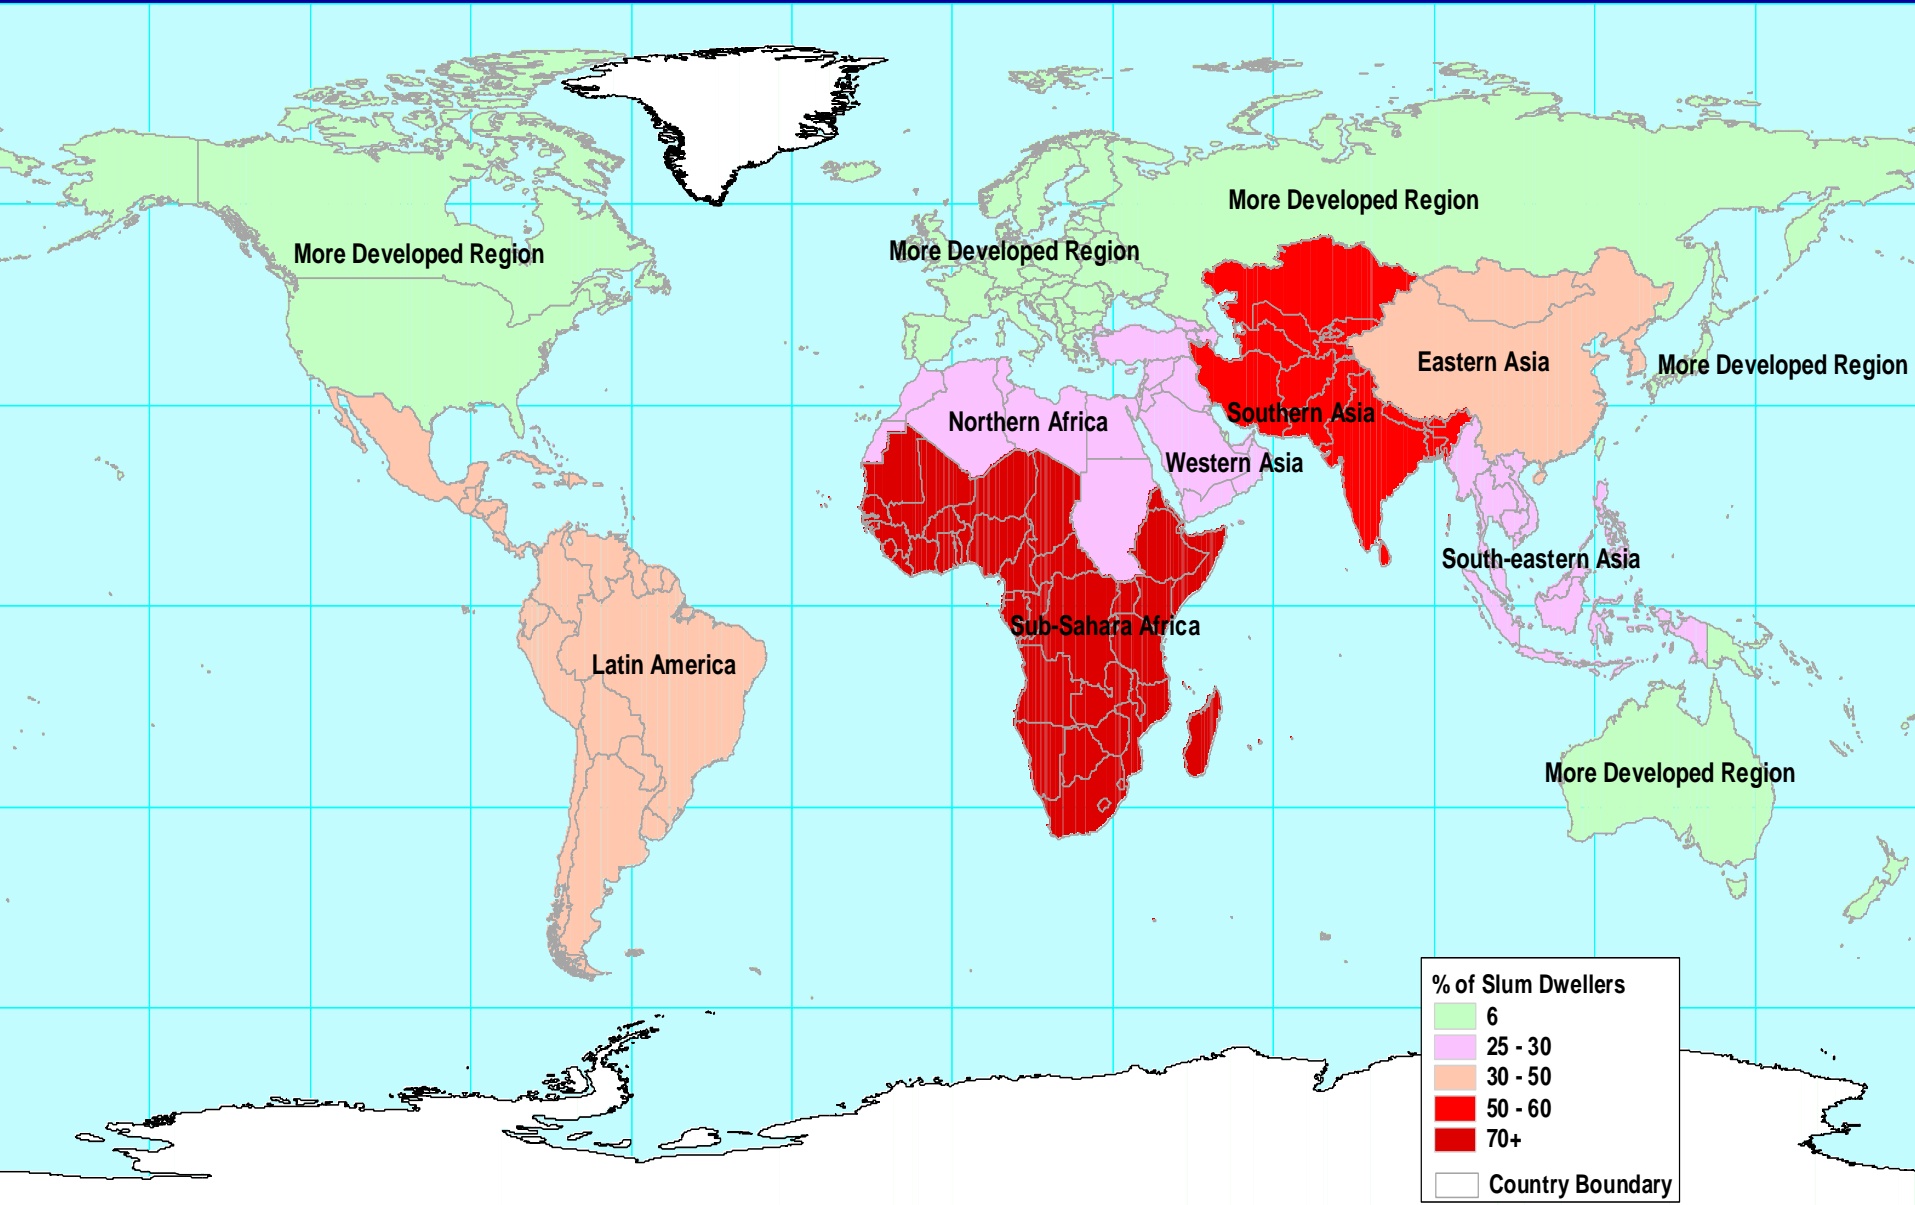 More Developed Region
More Developed Region
More Developed Region
Eastern Asia
More Developed Region
Southern Asia
Northern Africa
Western Asia
South-eastern Asia
Sub-Sahara Africa
Latin America
More Developed Region
% of Slum Dwellers
6
25 - 30
30 - 50
50 - 60
70+
Country Boundary